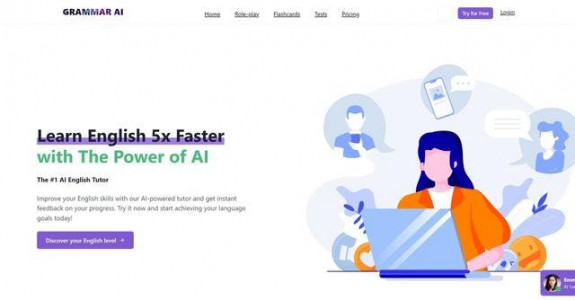 GRAMMAR AI
Home Role-play Flashcards Tests Pricing Try for Free Login
Learn English 5x Faster
with The Power of AI
The #1 AI English Tutor
Improve your English skills with our AI-powered tutor and get instant
feedback on your progress. Try it now and start achieving your language
goals today!
Discover your English level →